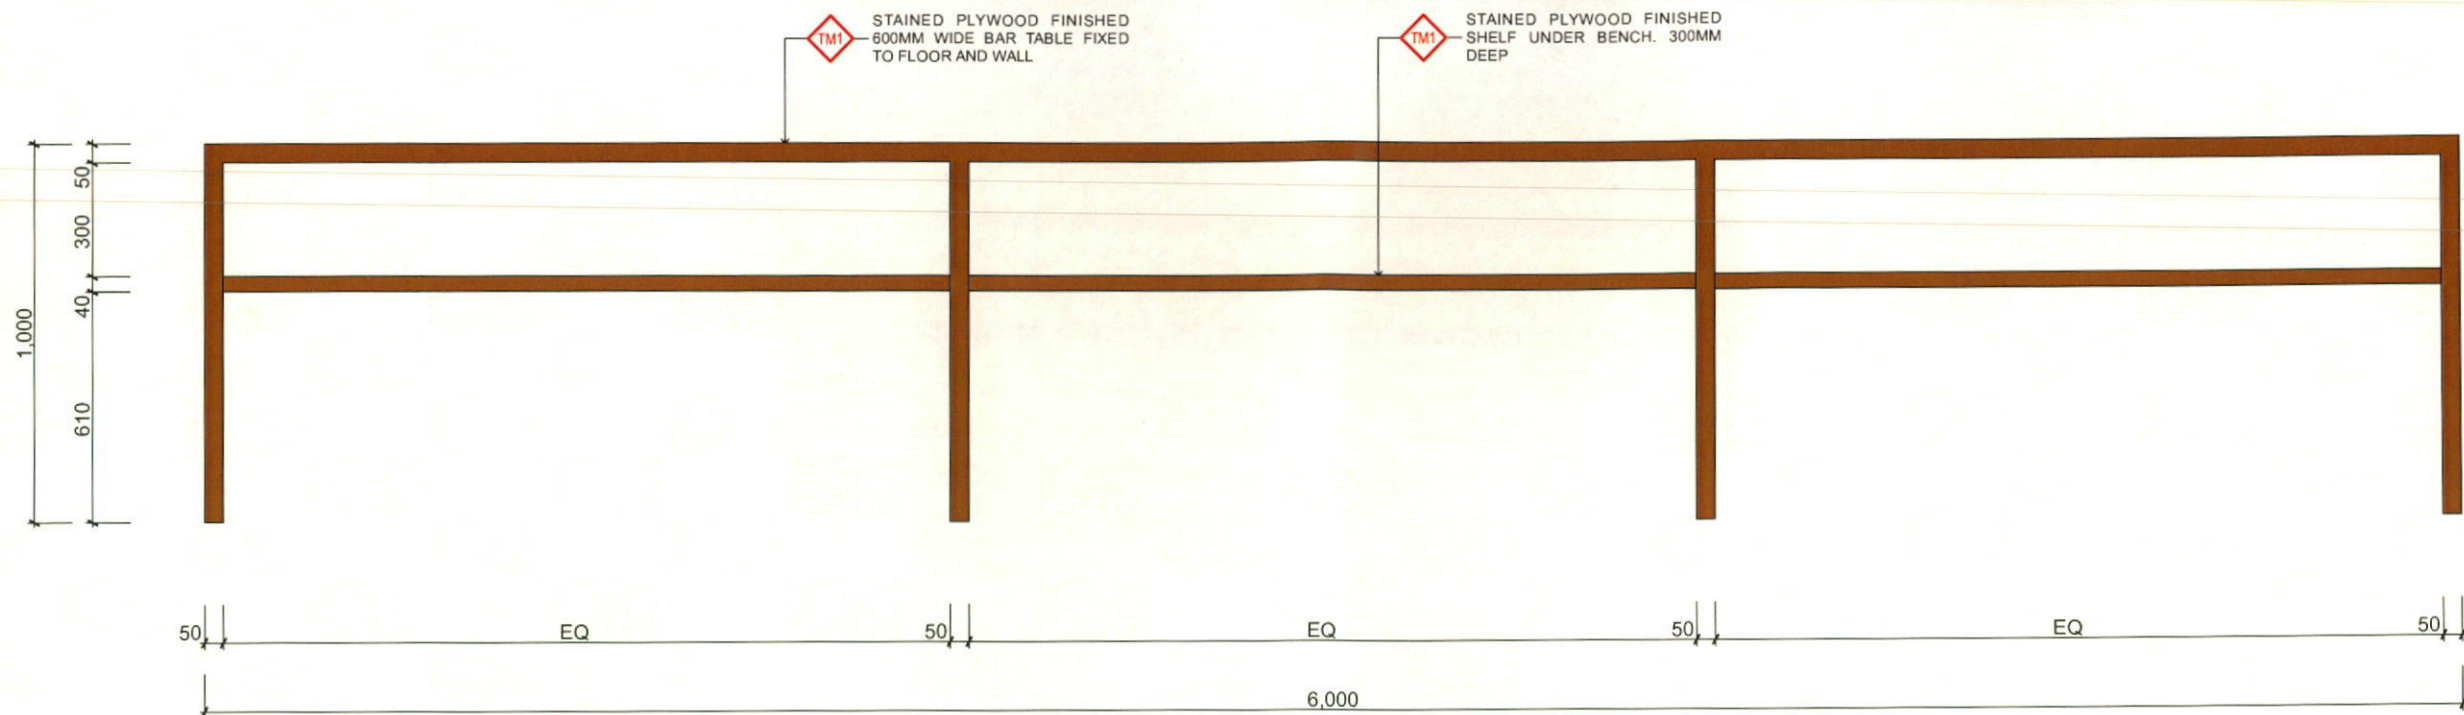 STAINED PLYWOOD FINISHED
TM1 600MM WIDE BAR TABLE FIXED
TO FLOOR AND WALL
STAINED PLYWOOD FINISHED
TM1 SHELF UNDER BENCH. 300MM
DEEP
50
300
40
1,000
610
50 EQ 50 EQ 50 EQ 50
6,000